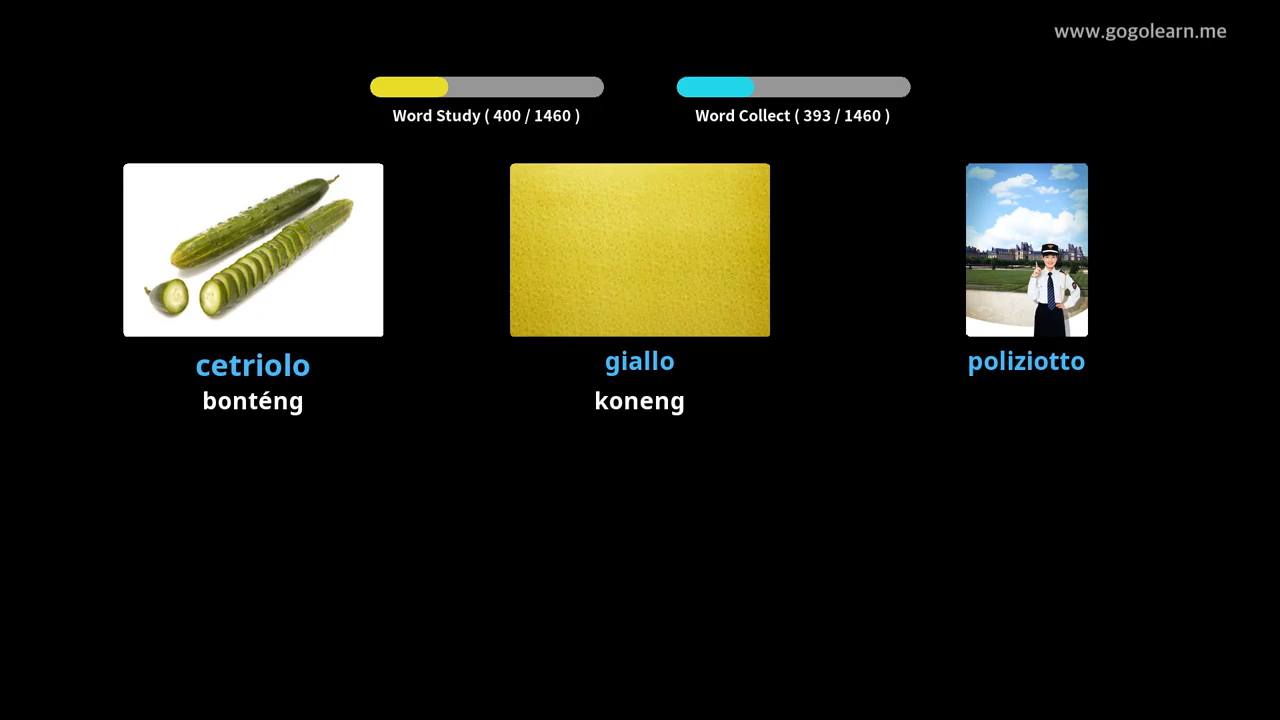 www.gogolearn.me
Word Study ( 400 / 1460 )
Word Collect ( 393 / 1460 )
cetriolo
giallo
poliziotto
bonténg
koneng